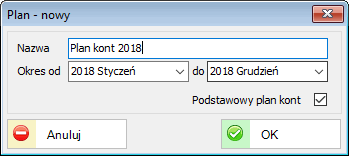 Plan - nowy
Nazwa Plan kont 2018
Okres od 2018 Styczeń do 2018 Grudzień
Podstawowy plan kont
Anuluj OK